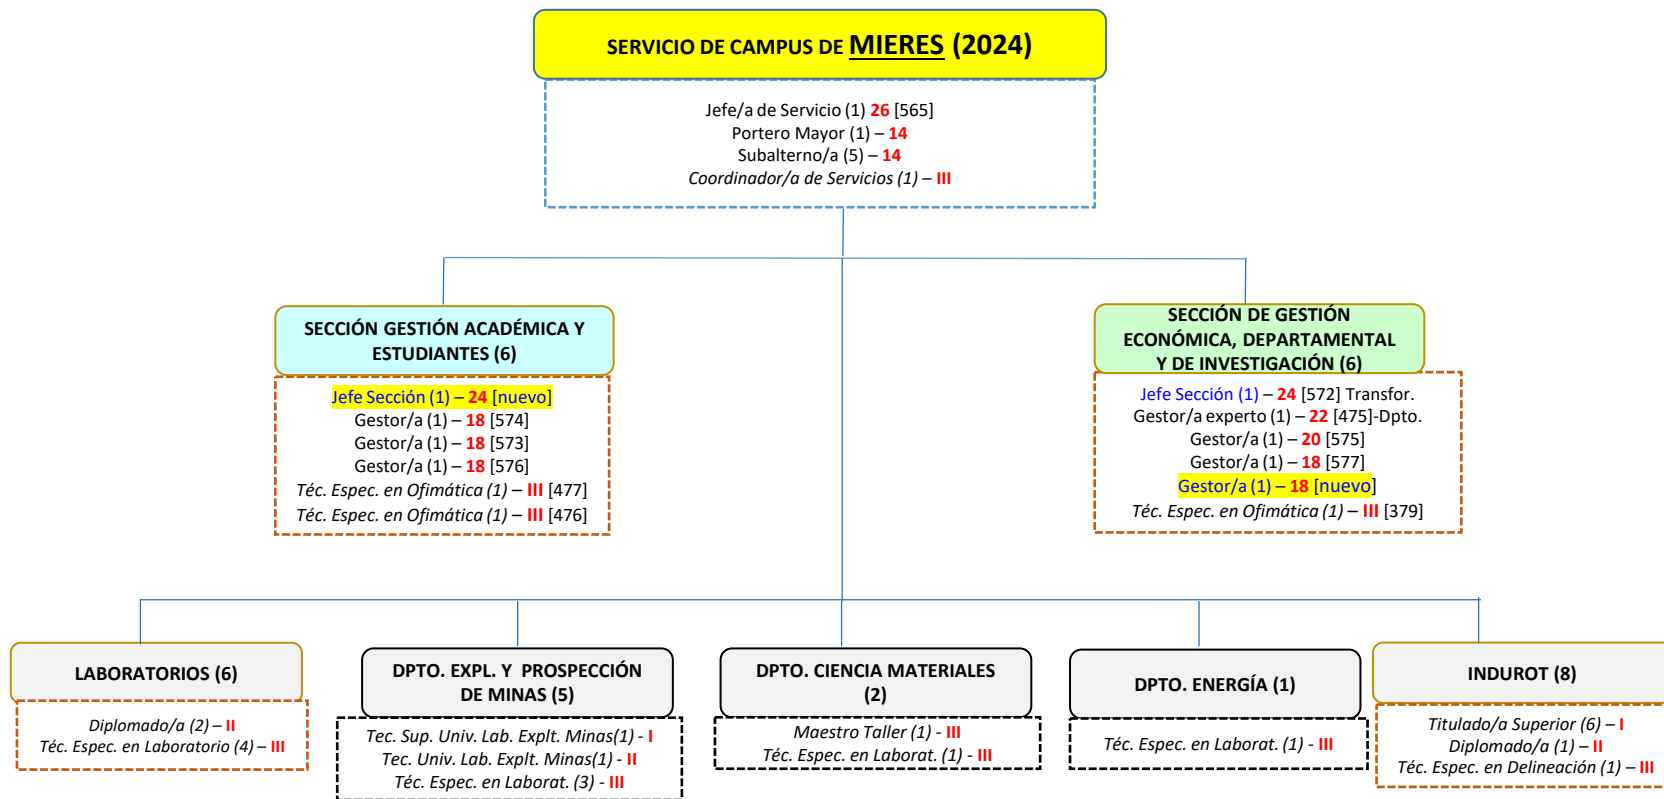 SERVICIO DE CAMPUS DE MIERES (2024)
Jefe/a de Servicio (1) 26 [565]
Portero Mayor (1) – 14
Subalterno/a (5) – 14
Coordinador/a de Servicios (1) – III
SECCIÓN GESTIÓN ACADÉMICA Y
ESTUDIANTES (6)
Jefe Sección (1) – 24 [nuevo]
Gestor/a (1) – 18 [574]
Gestor/a (1) – 18 [573]
Gestor/a (1) – 18 [576]
Téc. Espec. en Ofimática (1) – III [477]
Téc. Espec. en Ofimática (1) – III [476]
SECCIÓN DE GESTIÓN
ECONÓMICA, DEPARTAMENTAL
Y DE INVESTIGACIÓN (6)
Jefe Sección (1) – 24 [572] Transfor.
Gestor/a experto (1) – 22 [475]-Dpto.
Gestor/a (1) – 20 [575]
Gestor/a (1) – 18 [577]
Gestor/a (1) – 18 [nuevo]
Téc. Espec. en Ofimática (1) – III [379]
LABORATORIOS (6)
Diplomado/a (2) – II
Téc. Espec. en Laboratorio (4) – III
DPTO. EXPL. Y PROSPECCIÓN
DE MINAS (5)
Tec. Sup. Univ. Lab. Explt. Minas(1) - I
Tec. Univ. Lab. Explt. Minas(1) - II
Téc. Espec. en Laborat. (3) - III
DPTO. CIENCIA MATERIALES
(2)
Maestro Taller (1) - III
Téc. Espec. en Laborat. (1) - III
DPTO. ENERGÍA (1)
Téc. Espec. en Laborat. (1) - III
INDUROT (8)
Titulado/a Superior (6) – I
Diplomado/a (1) – II
Téc. Espec. en Delineación (1) – III